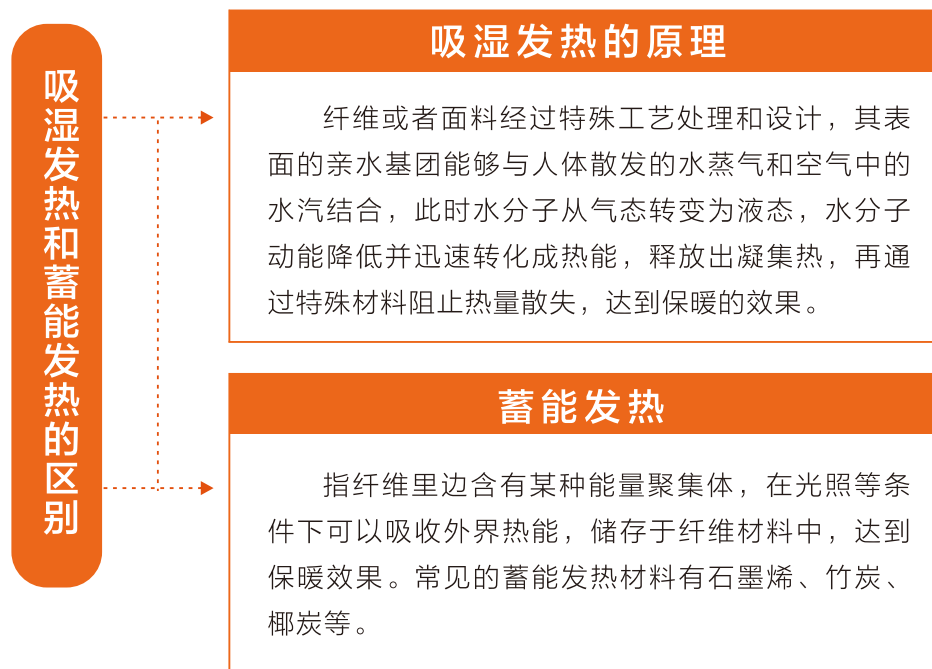 吸湿发热和蓄能发热的区别
吸湿发热的原理
纤维或者面料经过特殊工艺处理和设计，其表
面的亲水基团能够与人体散发的水蒸气和空气中的
水汽结合，此时水分子从气态转变为液态，水分子
动能降低并迅速转化成热能，释放出凝集热，再通
过特殊材料阻止热量散失，达到保暖的效果。
蓄能发热
指纤维里边含有某种能量聚集体，在光照等条
件下可以吸收外界热能，储存于纤维材料中，达到
保暖效果。常见的蓄能发热材料有石墨烯、竹炭、
椰炭等。